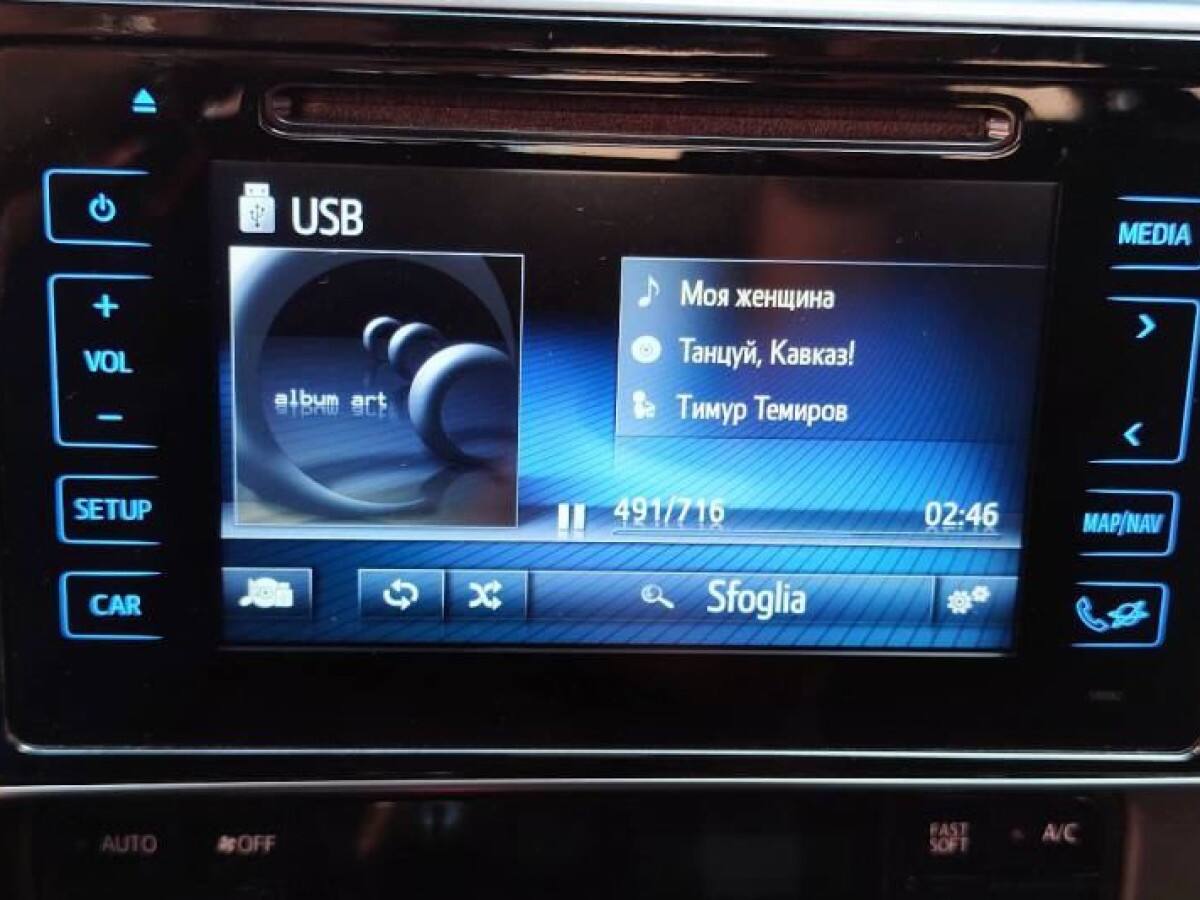 USB
MEDIA
+
VOL
−
Моя женщина
Танцуй, Кавказ!
Тимур Темиров
album art
491/716
02:46
SETUP
MAP/NAV
CAR
Sfoglia
AUTO
OFF
FAST
SOFT
A/C